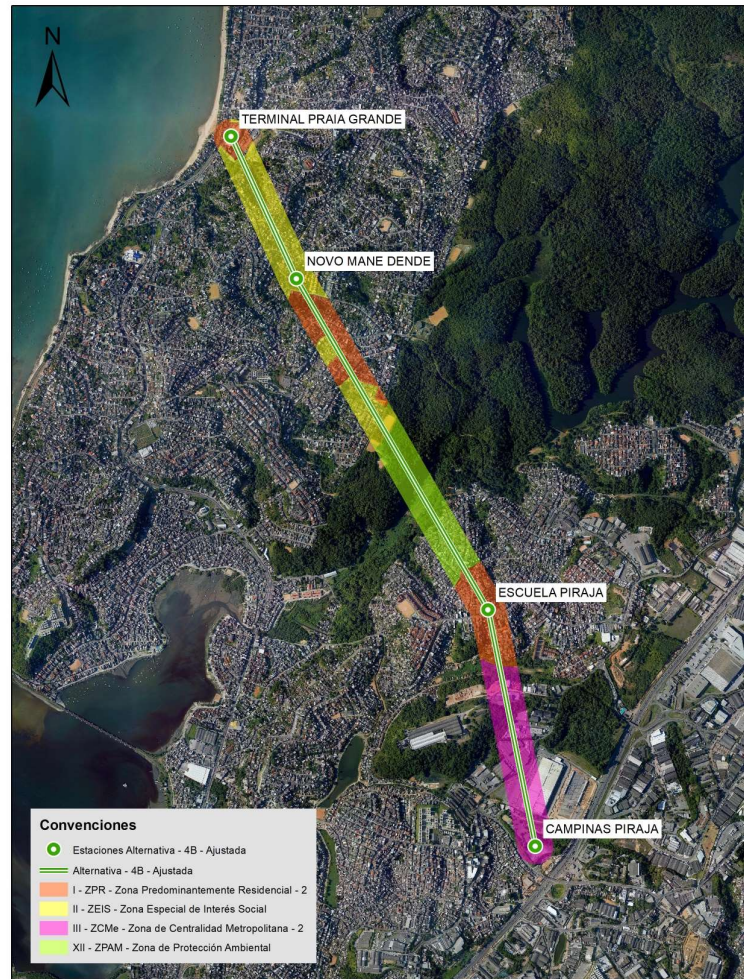 N
TERMINAL PRAIA GRANDE
NOVO MANE DENDE
ESCUELA PIRAJA
CAMPINAS PIRAJA
Convenciones
Estaciones Alternativa - 4B - Ajustada
Alternativa - 4B - Ajustada
I - ZPR - Zona Predominantemente Residencial - 2
II - ZEIS - Zona Especial de Interés Social
III - ZCMe - Zona de Centralidad Metropolitana - 2
XII - ZPAM - Zona de Protección Ambiental